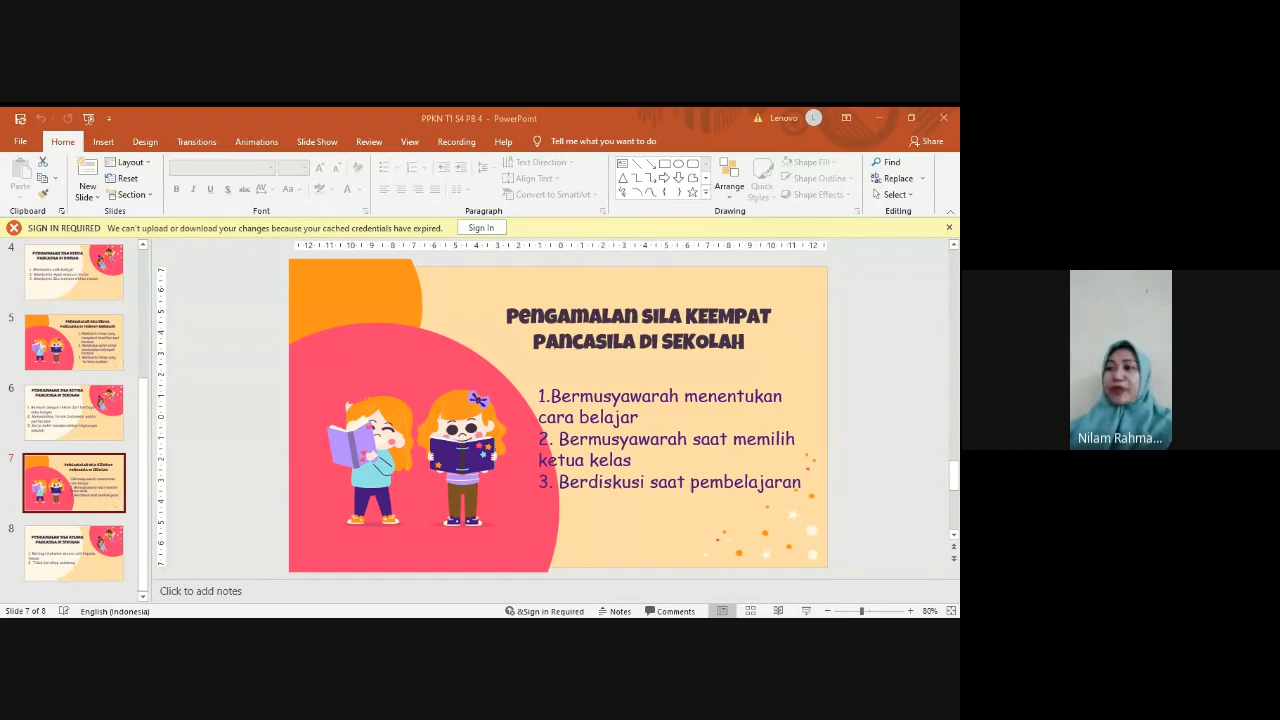 PPKN T1 S4 PB 4 - PowerPoint
Lenovo
L
File
Home
Insert
Design
Transitions
Animations
Slide Show
Review
View
Recording
Help
Tell me what you want to do
Share
Paste
New
Slide
Layout
Reset
Section
Text Direction
Align Text
Convert to SmartArt
Arrange
Quick
Styles
Shape Fill
Shape Outline
Shape Effects
Find
Replace
Select
Clipboard
Slides
Font
Paragraph
Drawing
Editing
SIGN IN REQUIRED We can't upload or download your changes because your cached credentials have expired.
Sign In
4
5
6
7
8
PENGAMALAN SILA KEEMPAT
PANCASILA DI SEKOLAH
1.Bermusyawarah menentukan
cara belajar
2. Bermusyawarah saat memilih
ketua kelas
3. Berdiskusi saat pembelajaran
Nilam Rahma...
Click to add notes
Slide 7 of 8
English (Indonesia)
&Sign in Required
Notes
Comments
80%